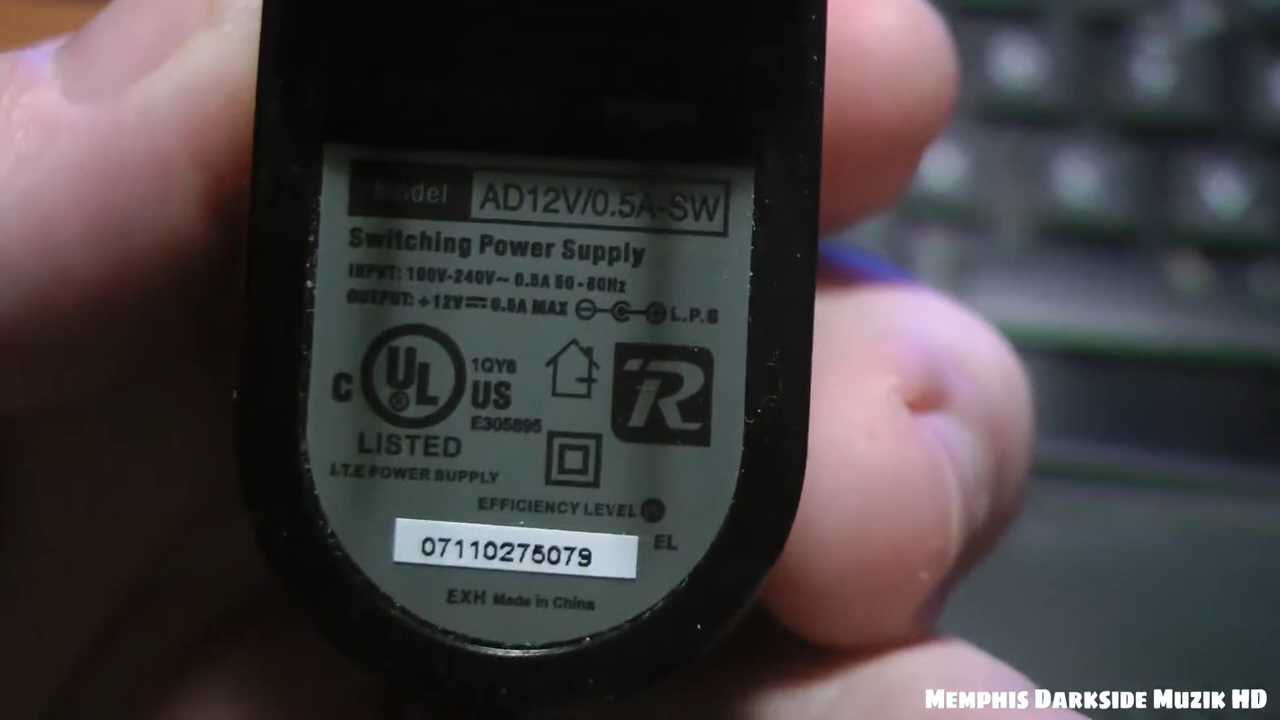 Model AD12V/0.5A-SW
Switching Power Supply
INPUT: 100V-240V~ 0.5A 50-60Hz
OUTPUT: +12V 0.5A MAX L.P.S
C UL US
1QY6
E305895
LISTED
I.T.E POWER SUPPLY
R
EFFICIENCY LEVEL
07110275079
EL
EXH Made in China
MEMPHIS DARKSIDE MUZIK HD